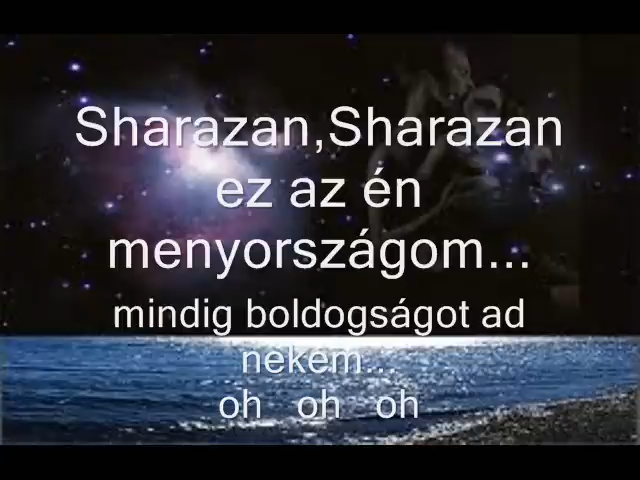 Sharazan,Sharazan
ez az én
menyországom...
mindig boldogságot ad
nekem...
oh oh oh